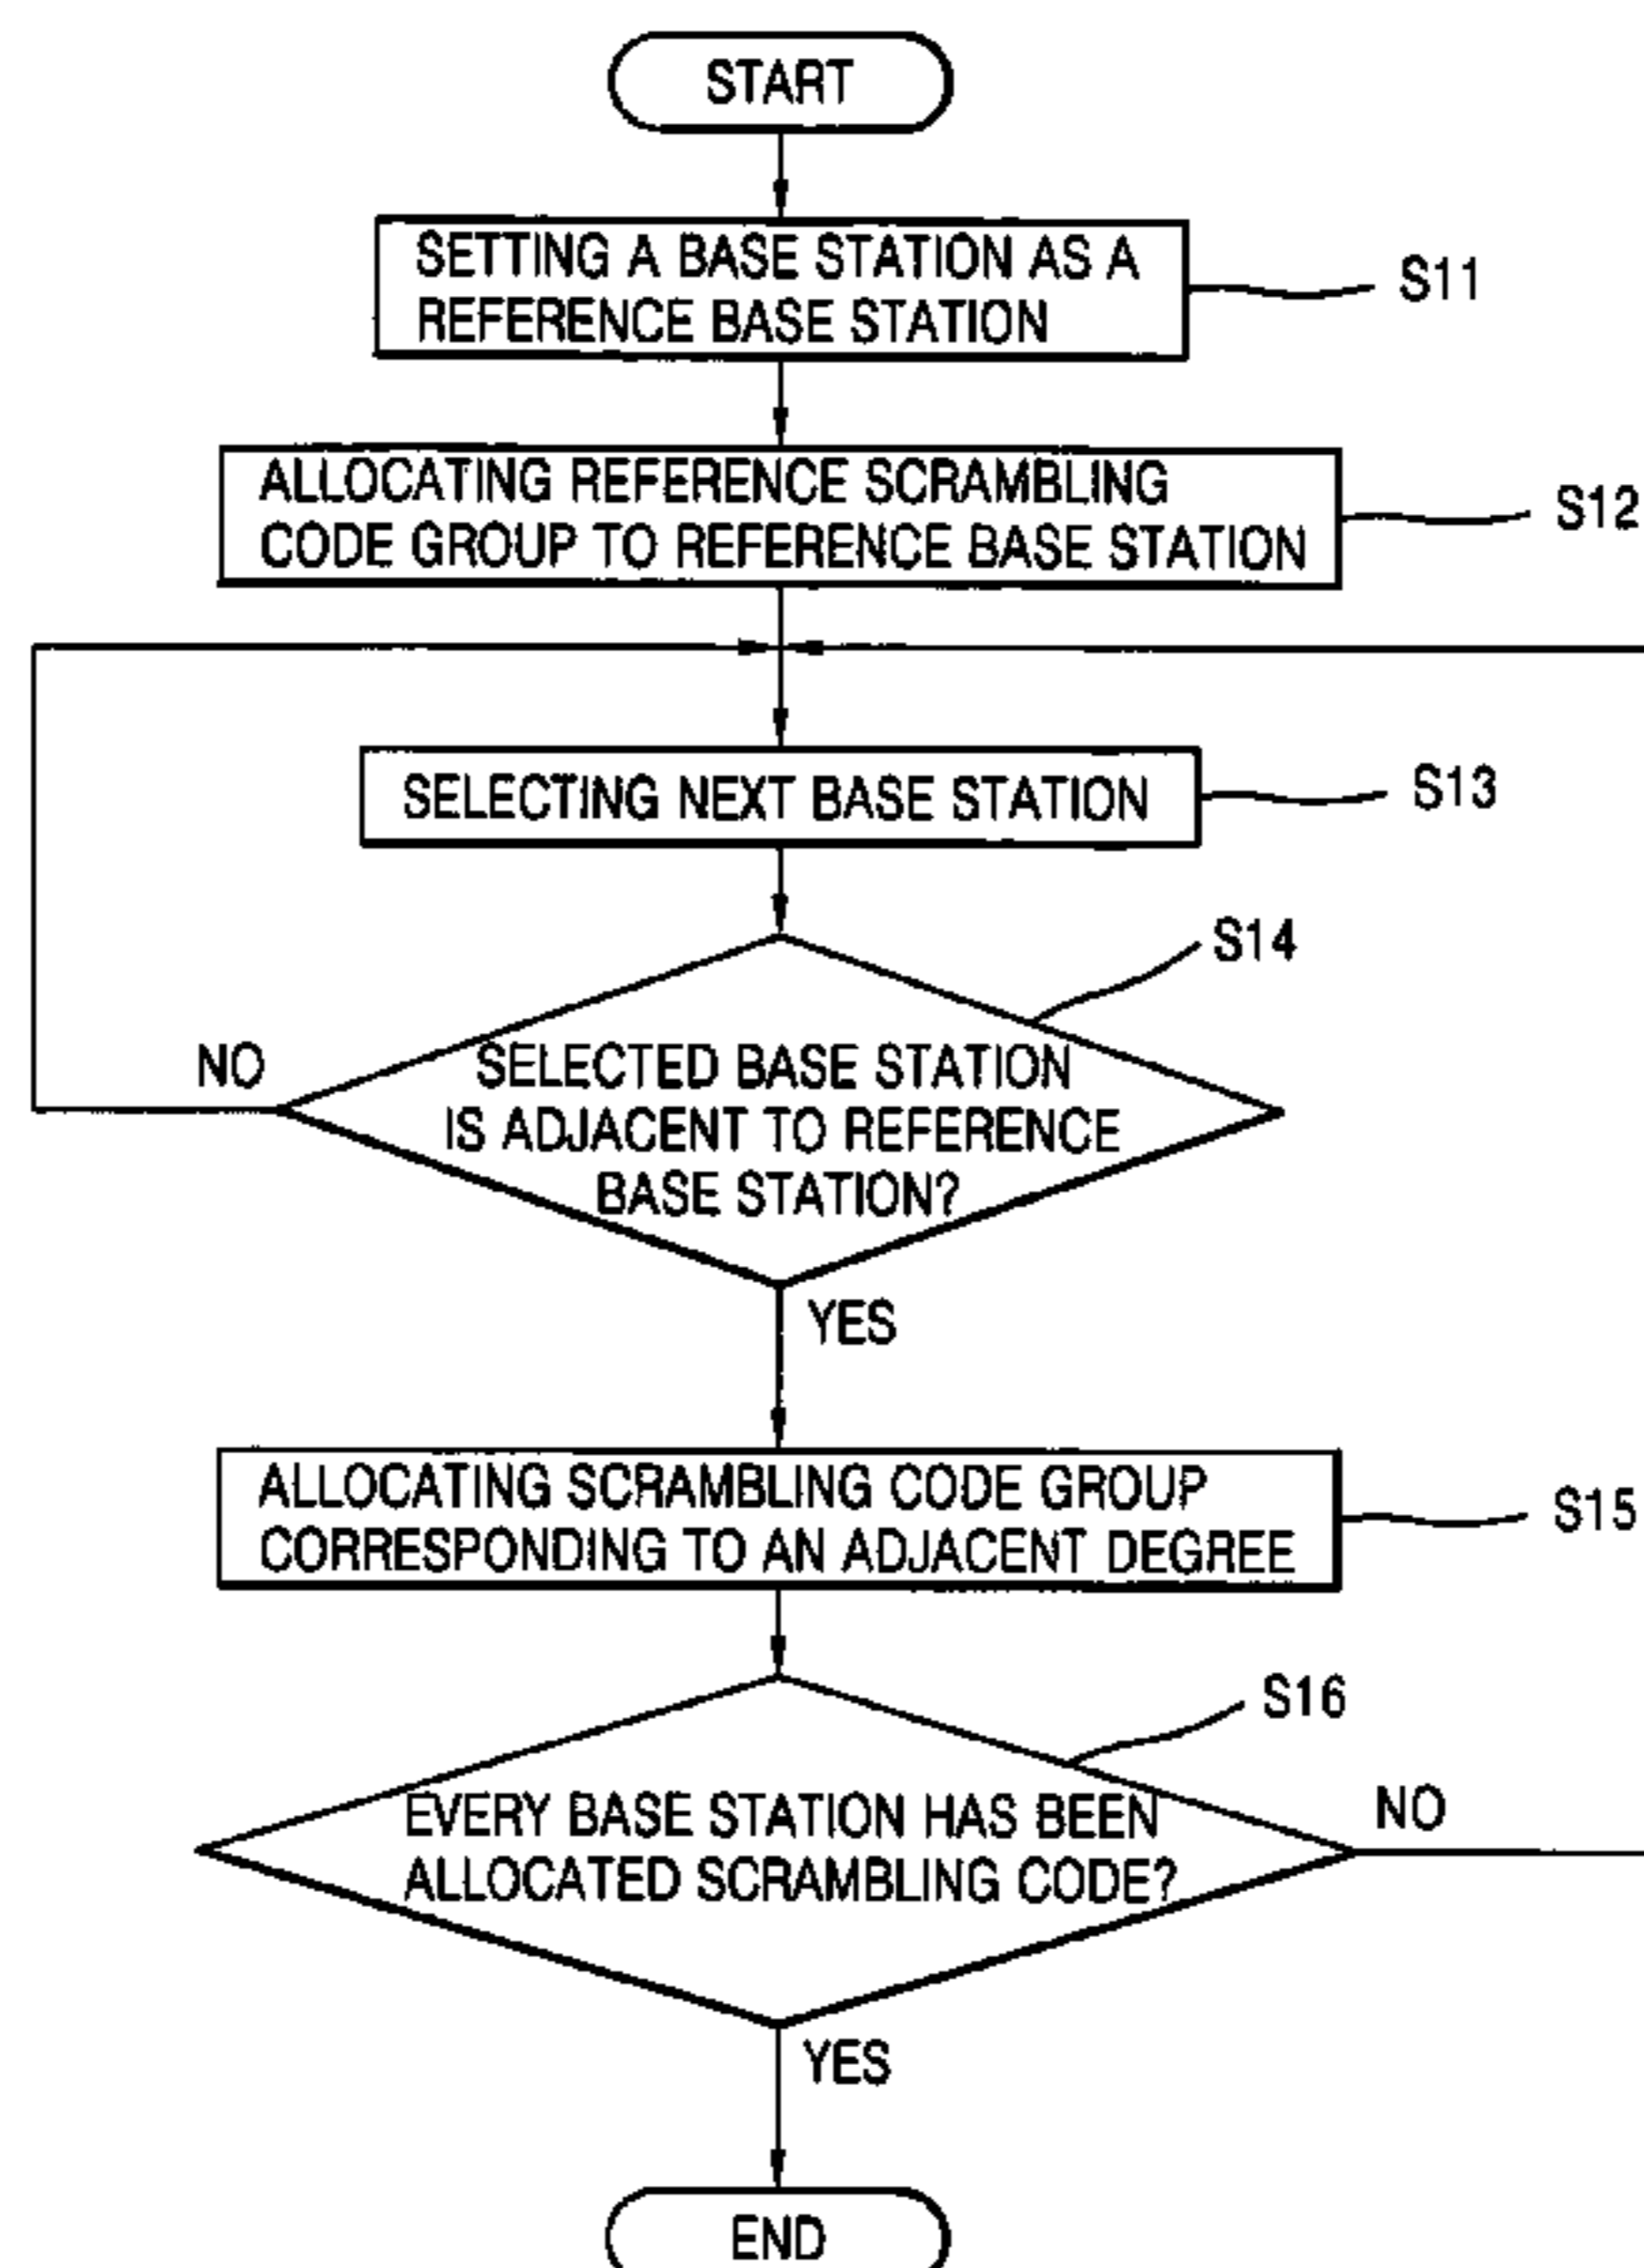 START
SETTING A BASE STATION AS A
REFERENCE BASE STATION
S11
ALLOCATING REFERENCE SCRAMBLING
CODE GROUP TO REFERENCE BASE STATION
S12
SELECTING NEXT BASE STATION
S13
S14
NO
SELECTED BASE STATION
IS ADJACENT TO REFERENCE
BASE STATION?
YES
ALLOCATING SCRAMBLING CODE GROUP
CORRESPONDING TO AN ADJACENT DEGREE
S15
S16
EVERY BASE STATION HAS BEEN
ALLOCATED SCRAMBLING CODE?
NO
YES
END